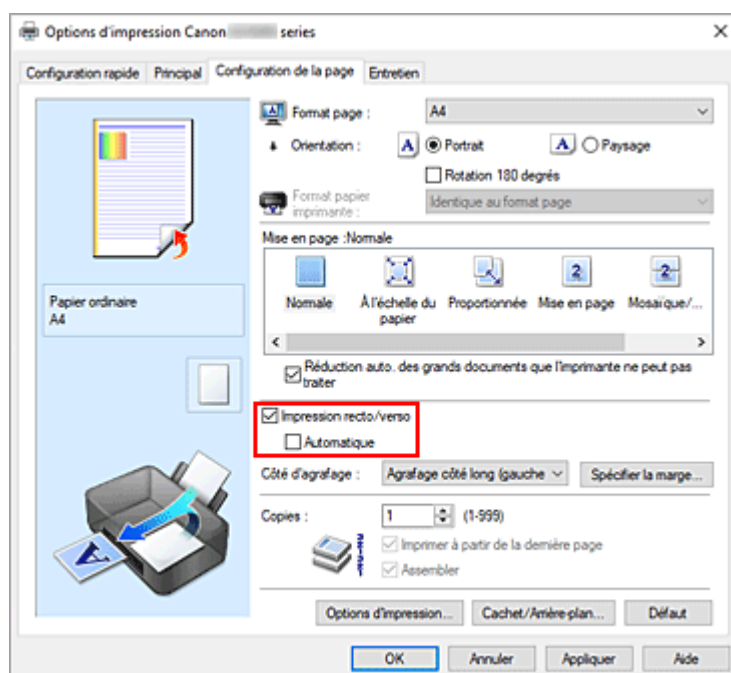 Options d'impression Canon series
Configuration rapide Principal Configuration de la page Entretien
Format page : A4
Orientation : A Portrait A Paysage
Rotation 180 degrés
Format papier imprimante : Identique au format page
Mise en page :Normale
Normale À l'échelle du papier Proportionnée Mise en page Mosaïque/...
Papier ordinaire
A4
Réduction auto. des grands documents que l'imprimante ne peut pas
traiter
Impression recto/verso
Automatique
Côté d'agrafage : Agrafage côté long (gauche Spécifier la marge...
Copies : 1 (1-999)
Imprimer à partir de la dernière page
Assembler
Options d'impression... Cachet/Arrière-plan... Défaut
OK Annuler Appliquer Aide